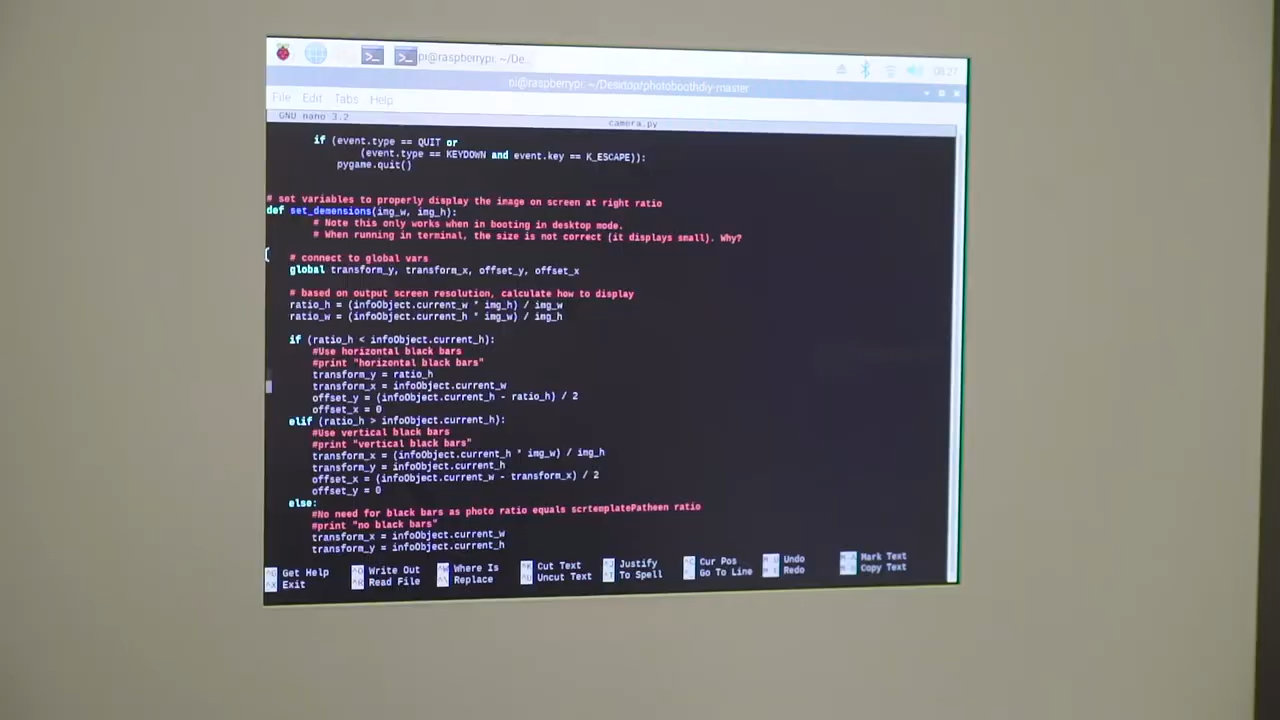 pi@raspberrypi: ~/De...
08:27
pi@raspberrypi: ~/Desktop/photoboothdiy-master
File Edit Tabs Help
GNU nano 3.2 camera.py
if (event.type == QUIT or
(event.type == KEYDOWN and event.key == K_ESCAPE)):
pygame.quit()
# set variables to properly display the image on screen at right ratio
def set_demensions(img_w, img_h):
# Note this only works when in booting in desktop mode.
# When running in terminal, the size is not correct (it displays small). Why?
# connect to global vars
global transform_y, transform_x, offset_y, offset_x
# based on output screen resolution, calculate how to display
ratio_h = (infoObject.current_w * img_h) / img_w
ratio_w = (infoObject.current_h * img_w) / img_h
if (ratio_h < infoObject.current_h):
#Use horizontal black bars
#print "horizontal black bars"
transform_y = ratio_h
transform_x = infoObject.current_w
offset_y = (infoObject.current_h - ratio_h) / 2
offset_x = 0
elif (ratio_h > infoObject.current_h):
#Use vertical black bars
#print "vertical black bars"
transform_x = (infoObject.current_h * img_w) / img_h
transform_y = infoObject.current_h
offset_x = (infoObject.current_w - transform_x) / 2
offset_y = 0
else:
#No need for black bars as photo ratio equals scrtemplatePatheen ratio
#print "no black bars"
transform_x = infoObject.current_w
transform_y = infoObject.current_h
^G Get Help ^O Write Out ^W Where Is ^K Cut Text ^J Justify ^C Cur Pos M-U Undo M-A Mark Text
^X Exit ^R Read File ^\ Replace ^U Uncut Text ^T To Spell ^_ Go To Line M-E Redo M-6 Copy Text